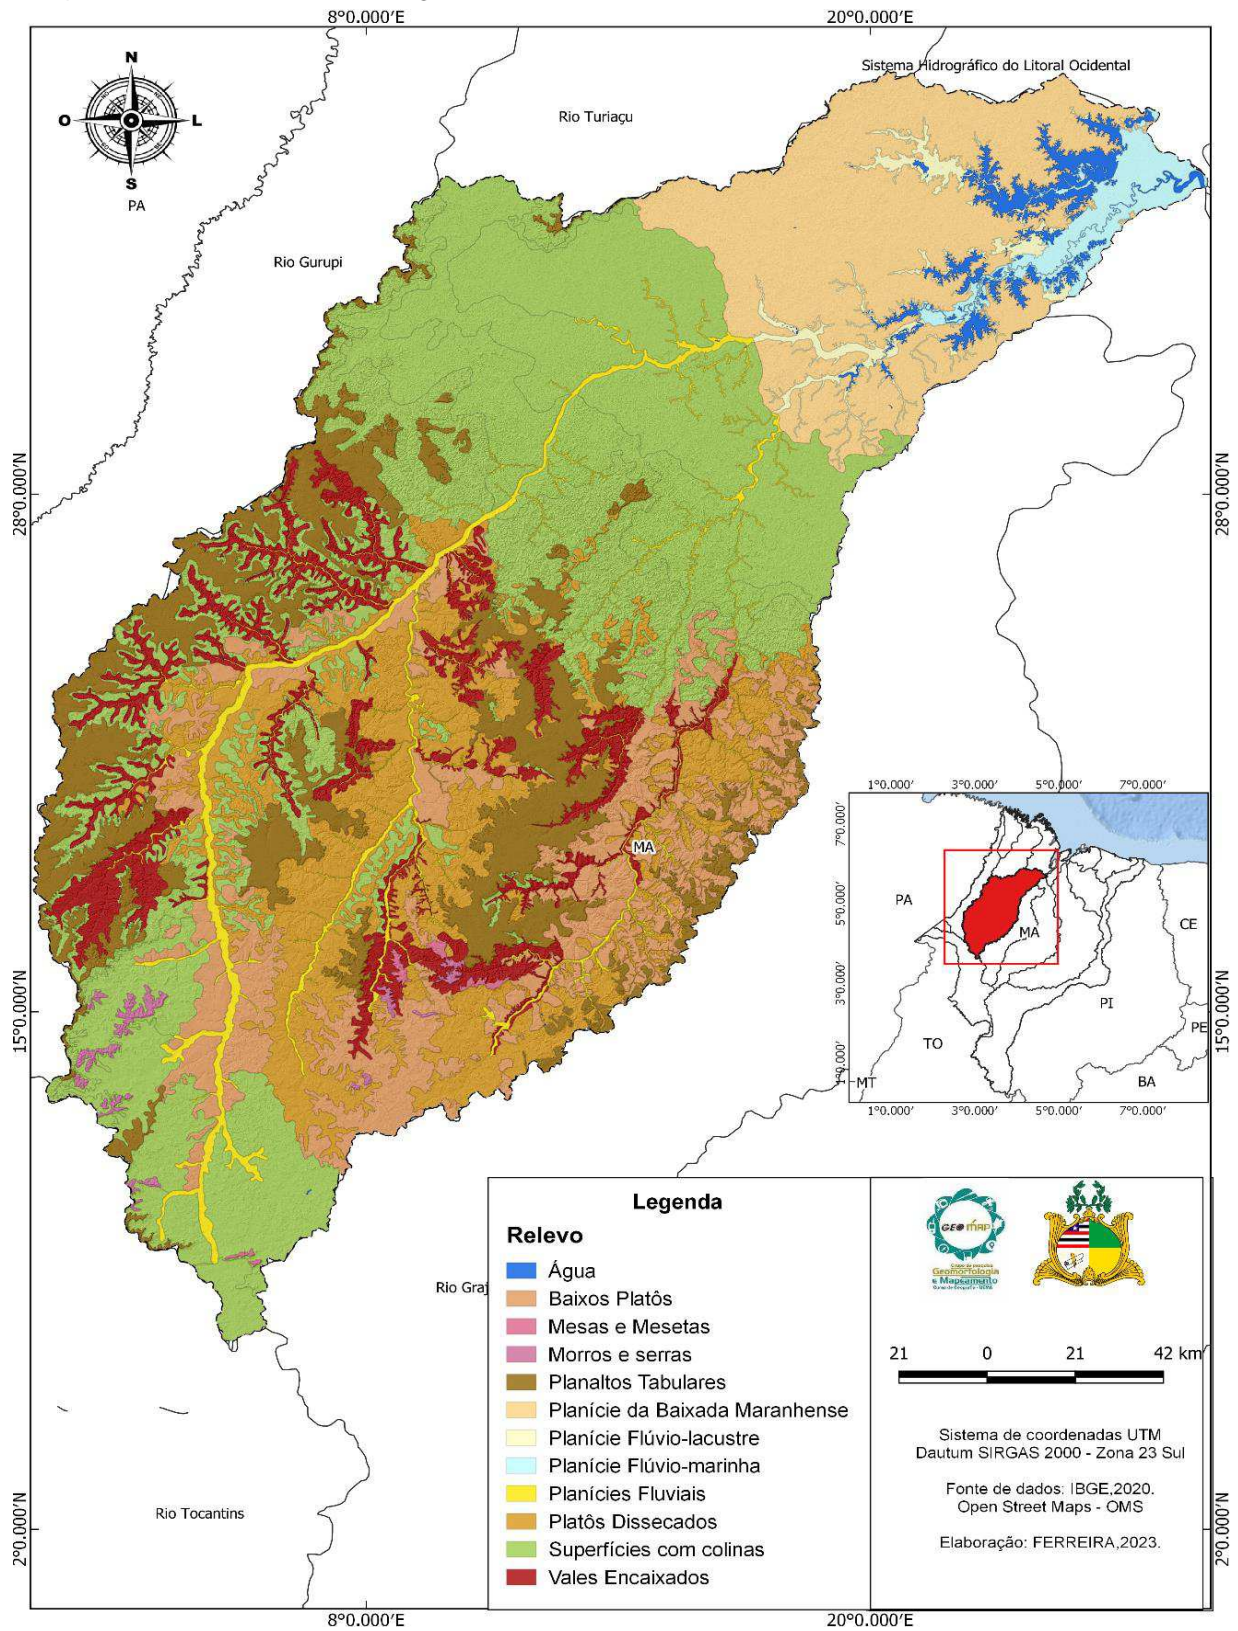 8°0.000'E
20°0.000'E
Sistema Hidrográfico do Litoral Ocidental
N
O
L
S
PA
Rio Turiaçu
Rio Gurupi
28°0.000'N
28°0.000'N
MA
15°0.000'N
15°0.000'N
1°0.000'
3°0.000'
5°0.000'
7°0.000'
7°0.000'
5°0.000'
3°0.000'
PA
MA
CE
PI
PE
TO
BA
MT
1°0.000'
3°0.000'
5°0.000'
7°0.000'
Rio Graj
Rio Tocantins
2°0.000'N
2°0.000'N
Legenda
Relevo
Água
Baixos Platôs
Mesas e Mesetas
Morros e serras
Planaltos Tabulares
Planície da Baixada Maranhense
Planície Flúvio-lacustre
Planície Flúvio-marinha
Planícies Fluviais
Platôs Dissecados
Superfícies com colinas
Vales Encaixados
GEOMAP
Grupo de pesquisa
Geomorfologia
e Mapeamento
21 0 21 42 km
Sistema de coordenadas UTM
Dautum SIRGAS 2000 - Zona 23 Sul
Fonte de dados: IBGE,2020.
Open Street Maps - OMS
Elaboração: FERREIRA,2023.
8°0.000'E
20°0.000'E